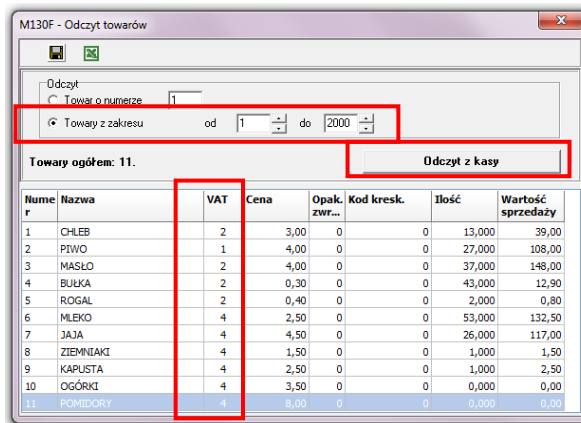 M130F - Odczyt towarów
Odczyt
Towar o numerze 1
Towary z zakresu od 1 do 2000
Towary ogółem: 11. Odczyt z kasy
Numer Nazwa VAT Cena Opak. zwr... Kod kresk. Ilość Wartość sprzedaży
1 CHLEB 2 3,00 0 0 13,000 39,00
2 PIWO 1 4,00 0 0 27,000 108,00
3 MASŁO 2 4,00 0 0 37,000 148,00
4 BUŁKA 2 0,30 0 0 43,000 12,90
5 ROGAL 2 0,40 0 0 2,000 0,80
6 MLEKO 4 2,50 0 0 53,000 132,50
7 JAJA 4 4,50 0 0 26,000 117,00
8 ZIEMNIAKI 4 1,50 0 0 1,000 1,50
9 KAPUSTA 4 2,50 0 0 1,000 2,50
10 OGÓRKI 4 3,50 0 0 0,000 0,00
11 POMIDORY 4 8,00 0 0 0,000 0,00